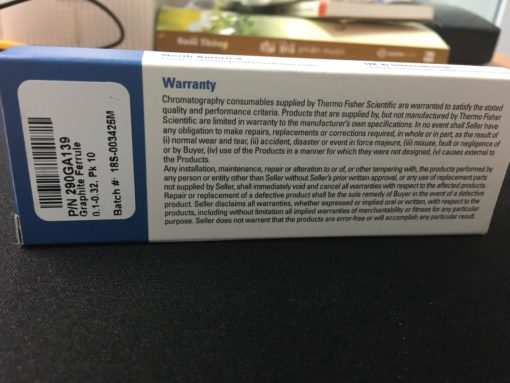 P/N 290GA139
Graphite Ferrule
0.1-0.32, Pk 10
Batch #: 18S-003425M
North America
Warranty
Chromatography consumables supplied by Thermo Fisher Scientific are warranted to satisfy the stated
quality and performance criteria. Products that are supplied by, but not manufactured by Thermo Fisher
Scientific are limited in warranty to the manufacturer's own specifications. In no event shall Seller have
any obligation to make repairs, replacements or corrections required, in whole or in part, as the result of
(i) normal wear and tear, (ii) accident, disaster or event in force majeure, (iii) misuse, fault or negligence of
or by Buyer, (iv) use of the Products in a manner for which they were not designed, (v) causes external to
the Products.
Any installation, maintenance, repair or alteration to or of, or other tampering with, the products performed by
any person or entity other than Seller without Seller's prior written approval, or any use of replacement parts
not supplied by Seller, shall immediately void and cancel all warranties with respect to the affected products.
Repair or replacement of a defective product shall be the sole remedy of Buyer in the event of a defective
product. Seller disclaims all warranties, whether expressed or implied oral or written, with respect to the
products, including without limitation all implied warranties of merchantability or fitness for any particular
purpose. Seller does not warrant that the products are error-free or will accomplish any particular result.